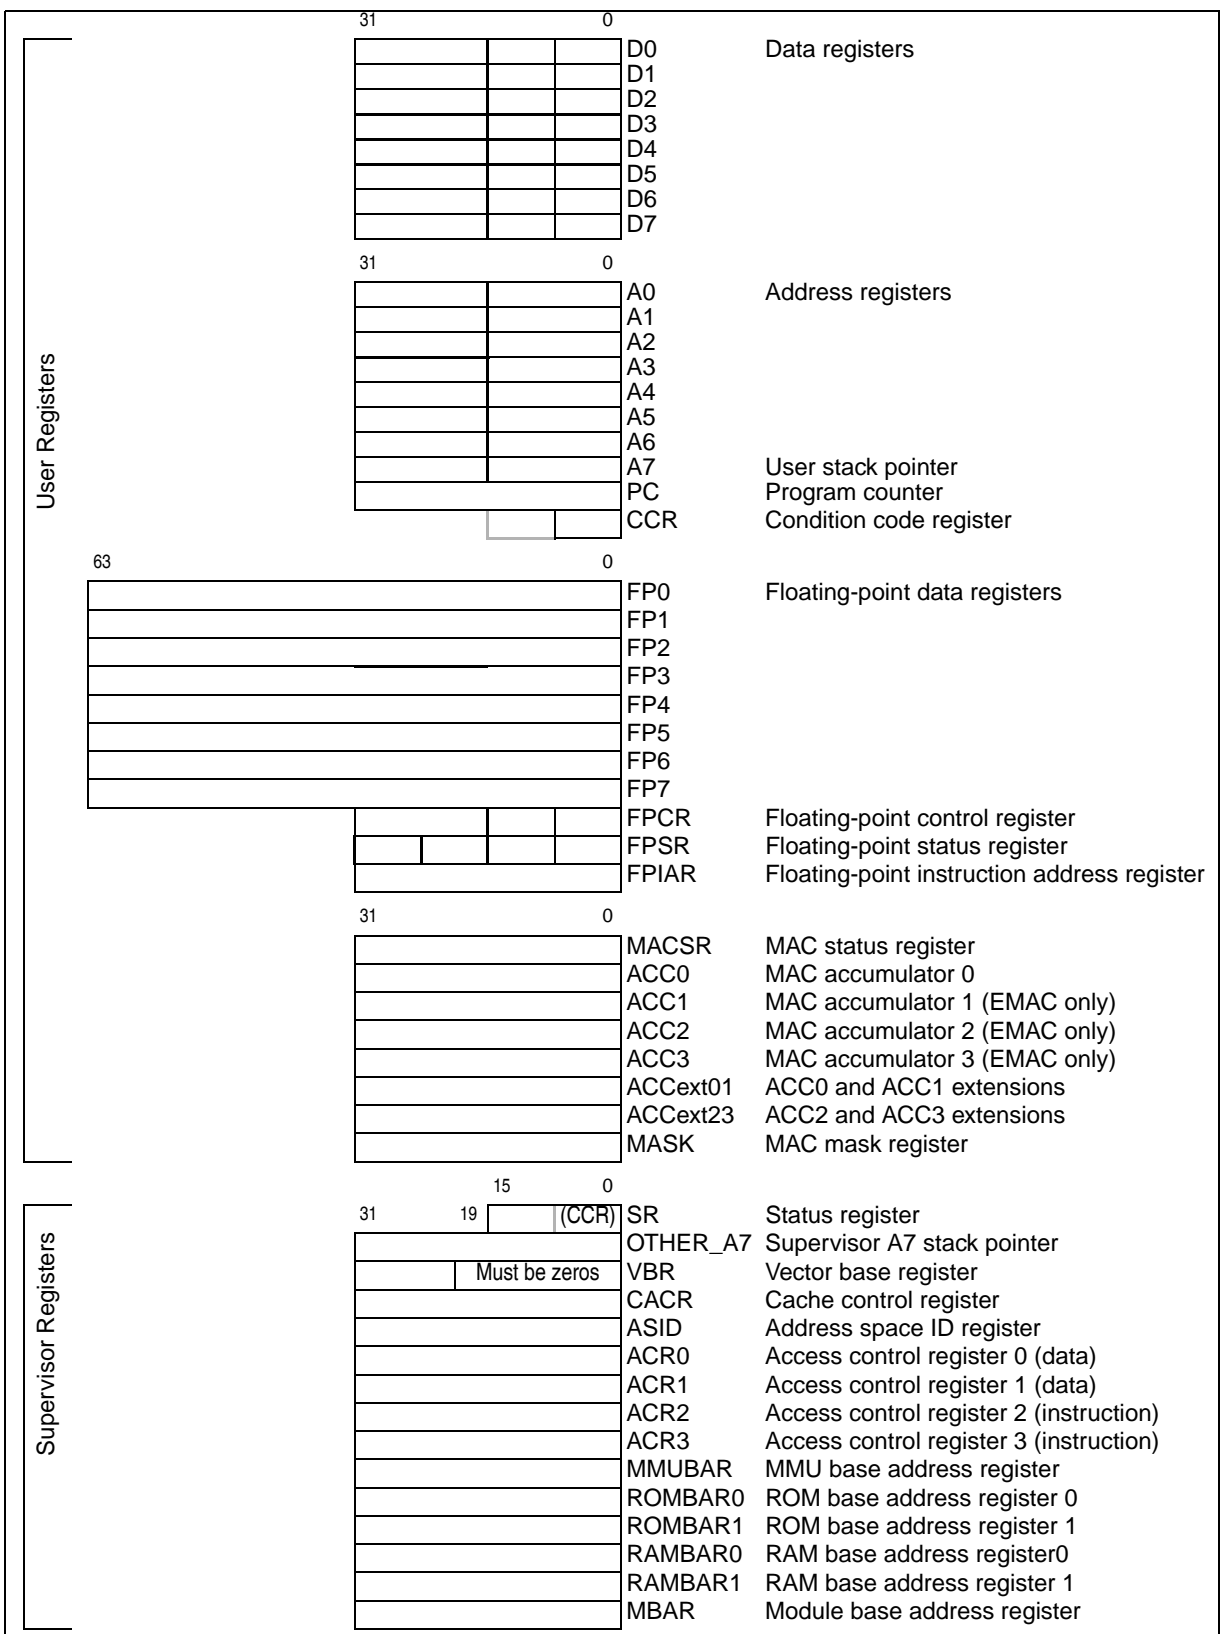 31 0
D0 Data registers
D1
D2
D3
D4
D5
D6
D7
31 0
A0 Address registers
A1
A2
A3
A4
A5
A6
A7 User stack pointer
PC Program counter
CCR Condition code register
User Registers
63 0
FP0 Floating-point data registers
FP1
FP2
FP3
FP4
FP5
FP6
FP7
FPCR Floating-point control register
FPSR Floating-point status register
FPIAR Floating-point instruction address register
31 0
MACSR MAC status register
ACC0 MAC accumulator 0
ACC1 MAC accumulator 1 (EMAC only)
ACC2 MAC accumulator 2 (EMAC only)
ACC3 MAC accumulator 3 (EMAC only)
ACCext01 ACC0 and ACC1 extensions
ACCext23 ACC2 and ACC3 extensions
MASK MAC mask register
15 0
31 19 (CCR) SR Status register
OTHER_A7 Supervisor A7 stack pointer
Must be zeros VBR Vector base register
CACR Cache control register
ASID Address space ID register
ACR0 Access control register 0 (data)
ACR1 Access control register 1 (data)
ACR2 Access control register 2 (instruction)
ACR3 Access control register 3 (instruction)
MMUBAR MMU base address register
ROMBAR0 ROM base address register 0
ROMBAR1 ROM base address register 1
RAMBAR0 RAM base address register0
RAMBAR1 RAM base address register 1
MBAR Module base address register
Supervisor Registers